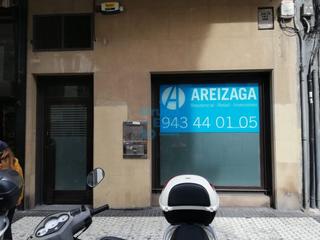 AREIZAGA
Residencial · Retail · Inversiones
943 44 01 05